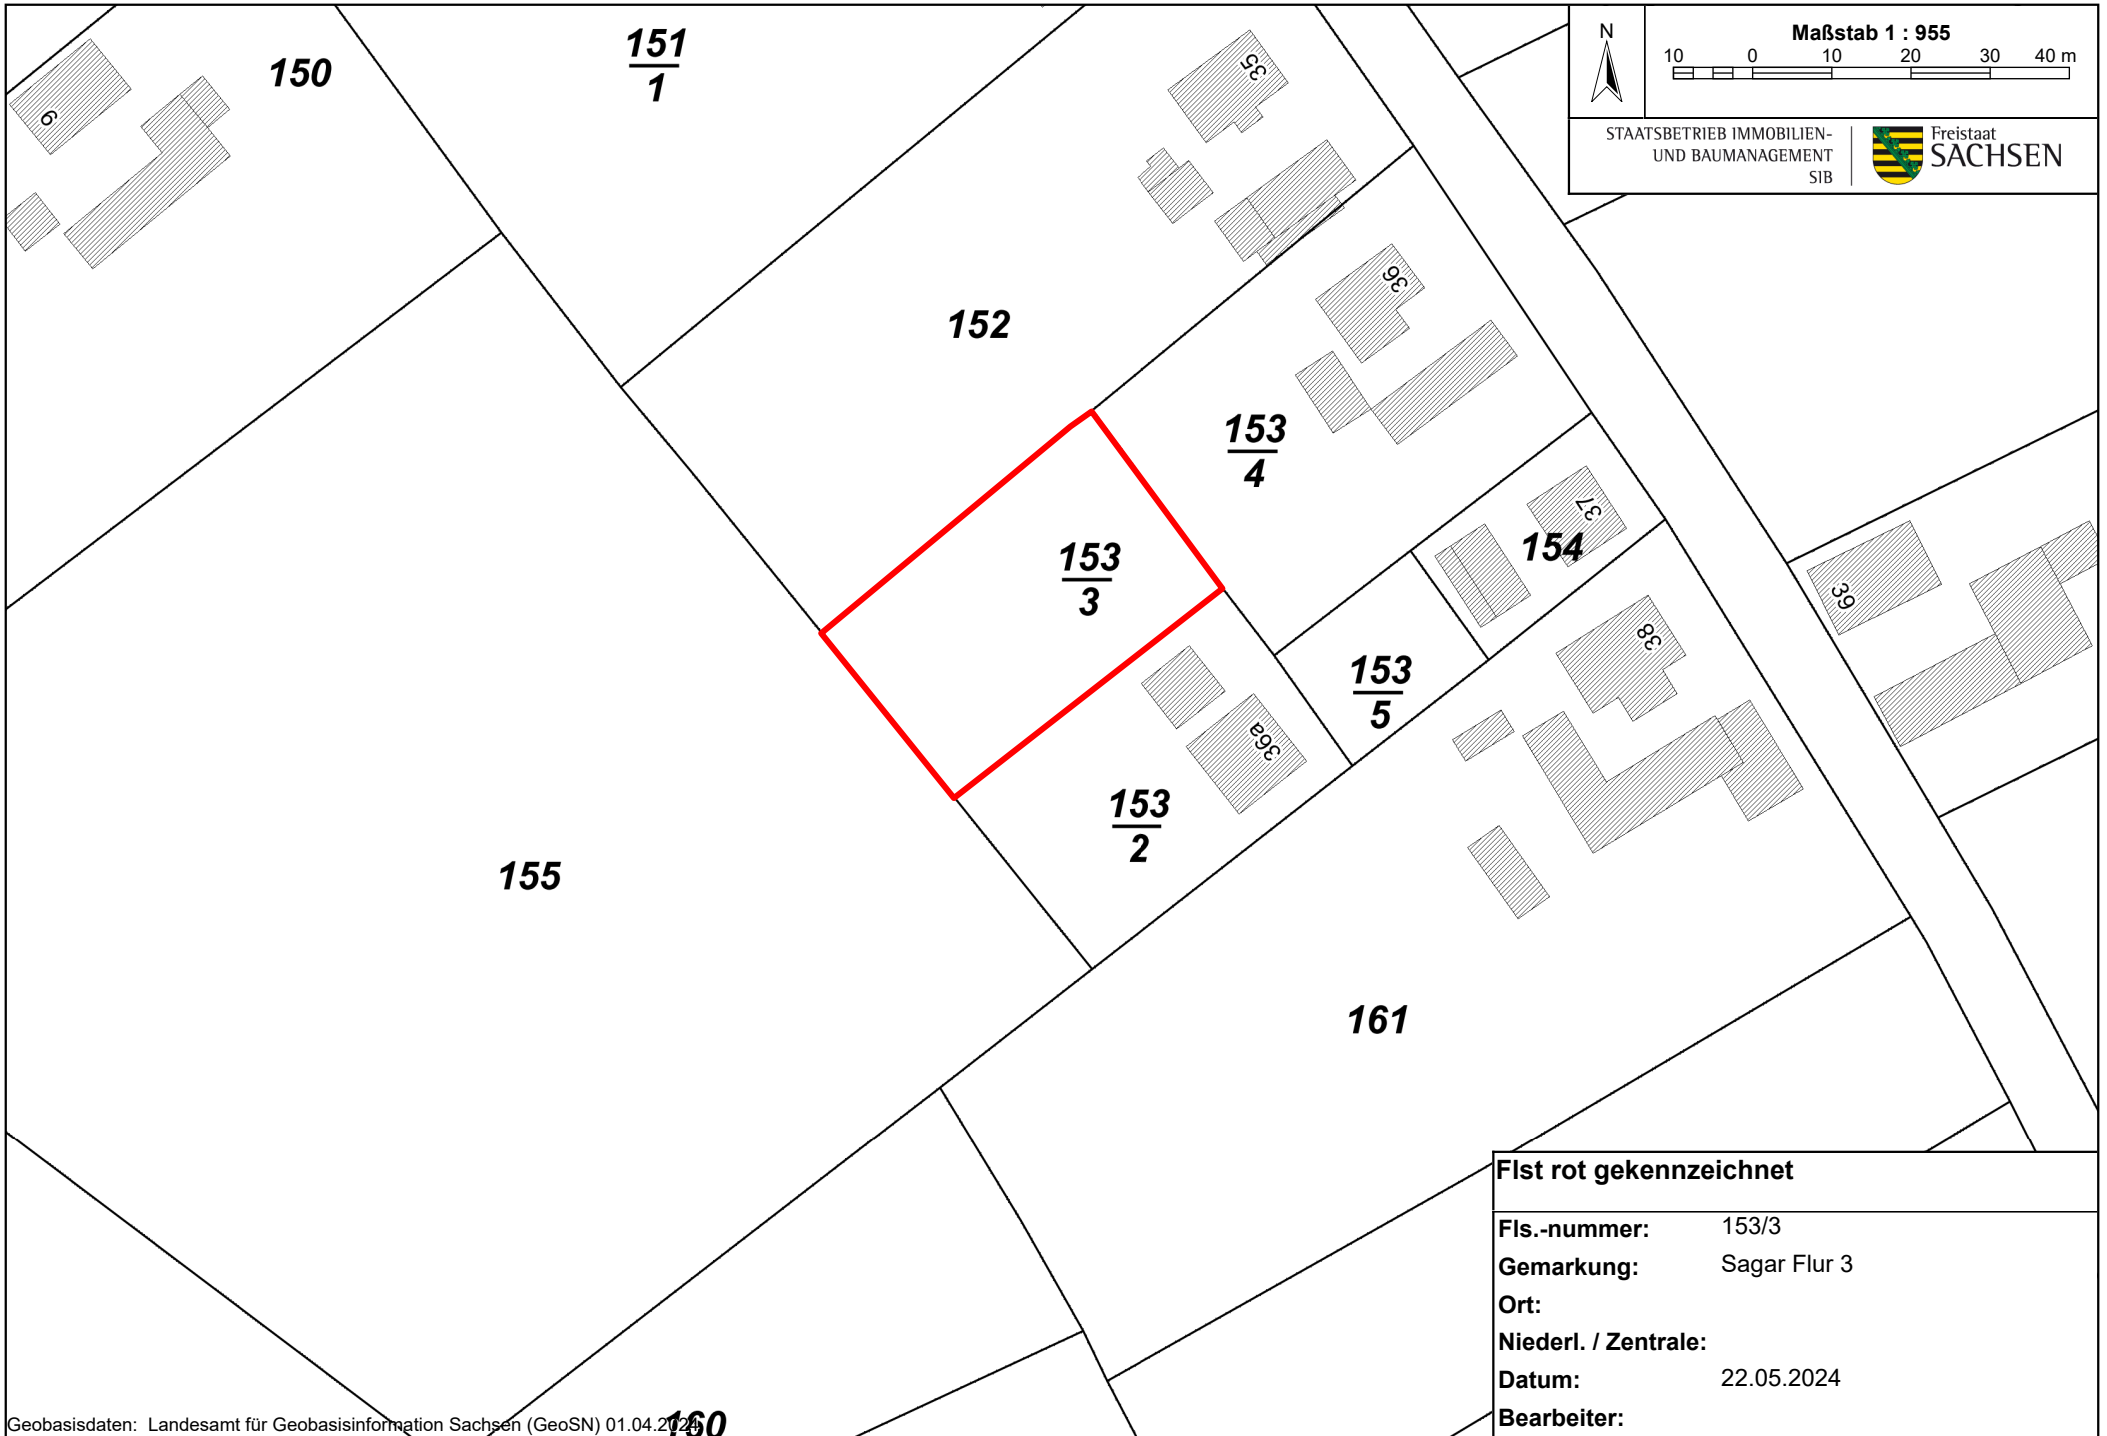 N
Maßstab 1 : 955
10 0 10 20 30 40 m
STAATSBETRIEB IMMOBILIEN-
UND BAUMANAGEMENT
SIB
Freistaat
SACHSEN
150
151
1
9
35
152
36
153
4
153
3
37
154
39
38
153
5
36a
153
2
155
161
160
Flst rot gekennzeichnet
Fls.-nummer: 153/3
Gemarkung: Sagar Flur 3
Ort:
Niederl. / Zentrale:
Datum: 22.05.2024
Bearbeiter:
Geobasisdaten: Landesamt für Geobasisinformation Sachsen (GeoSN) 01.04.2024